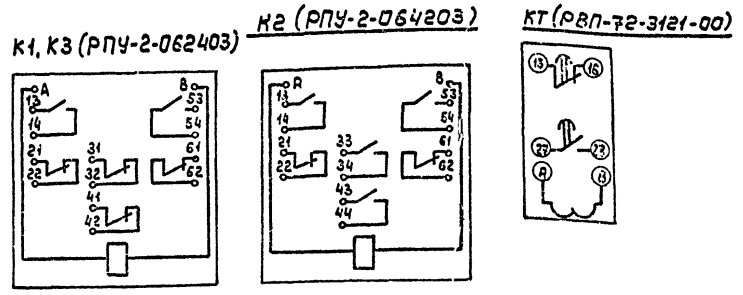 К1, К3 (РПУ-2-062403)
А В
13 53
14 54
21 31 61
22 32 62
41
42
К2 (РПУ-2-064203)
А В
13 53
14 54
21 33 61
22 34 62
43
44
КТ (РВП-72-3121-00)
15 16
27 23
А В